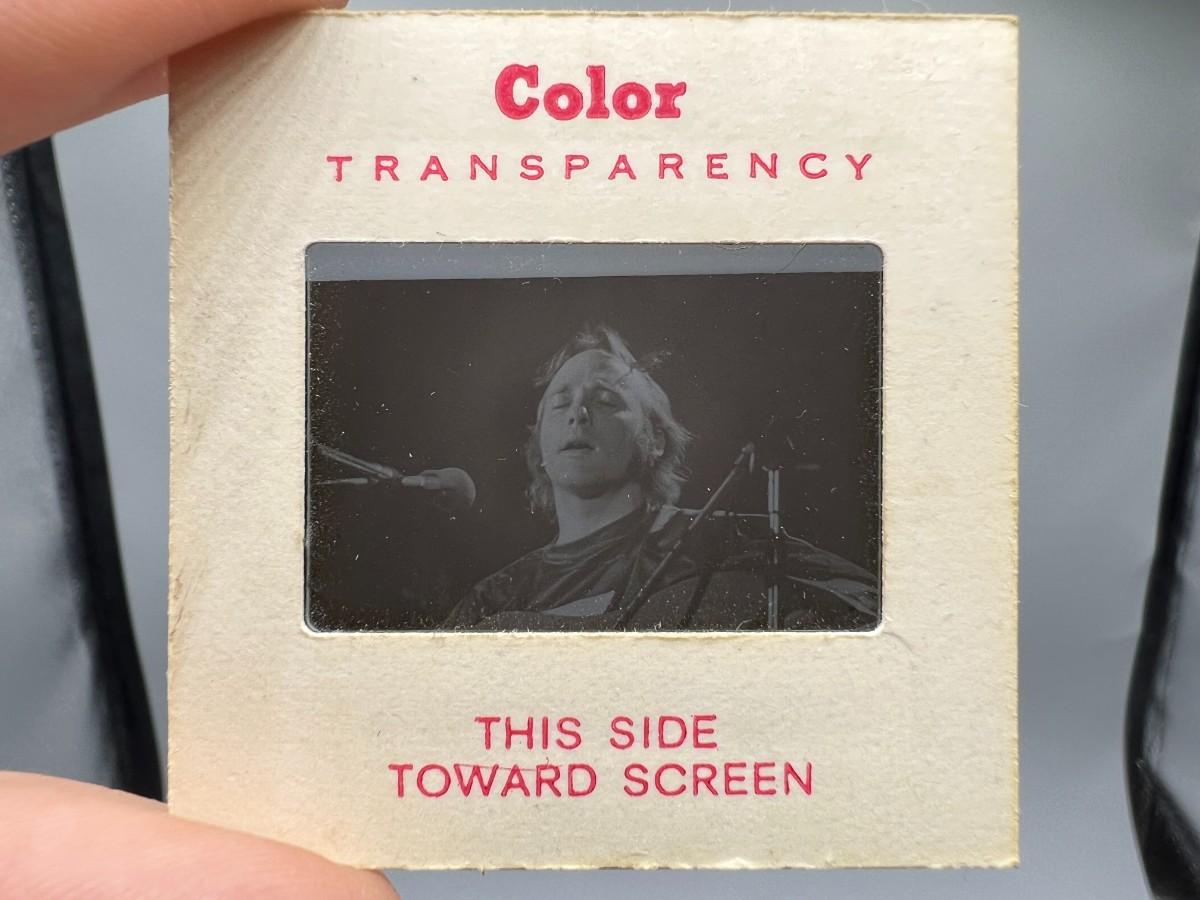 Color
TRANSPARENCY
THIS SIDE
TOWARD SCREEN